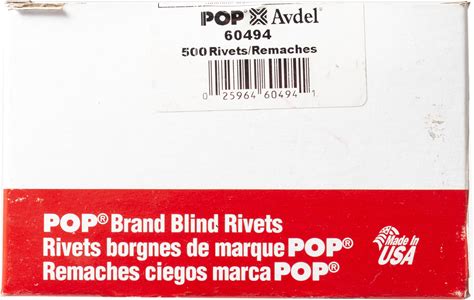 POP Avdel
60494
500 Rivets/Remaches
0 25964 60494 1
POP® Brand Blind Rivets
Rivets borgnes de marque POP®
Remaches ciegos marca POP®
Made in
USA